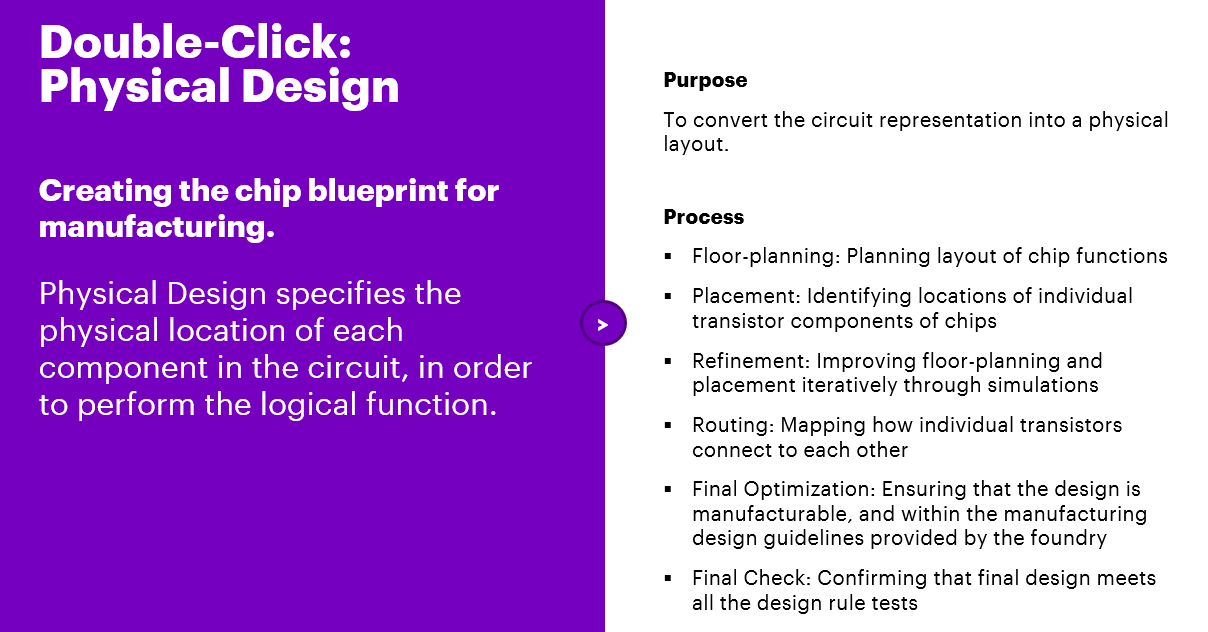 Double-Click:
Physical Design
Creating the chip blueprint for
manufacturing.
Physical Design specifies the
physical location of each
component in the circuit, in order
to perform the logical function.
>
Purpose
To convert the circuit representation into a physical
layout.
Process
▪ Floor-planning: Planning layout of chip functions
▪ Placement: Identifying locations of individual
transistor components of chips
▪ Refinement: Improving floor-planning and
placement iteratively through simulations
▪ Routing: Mapping how individual transistors
connect to each other
▪ Final Optimization: Ensuring that the design is
manufacturable, and within the manufacturing
design guidelines provided by the foundry
▪ Final Check: Confirming that final design meets
all the design rule tests